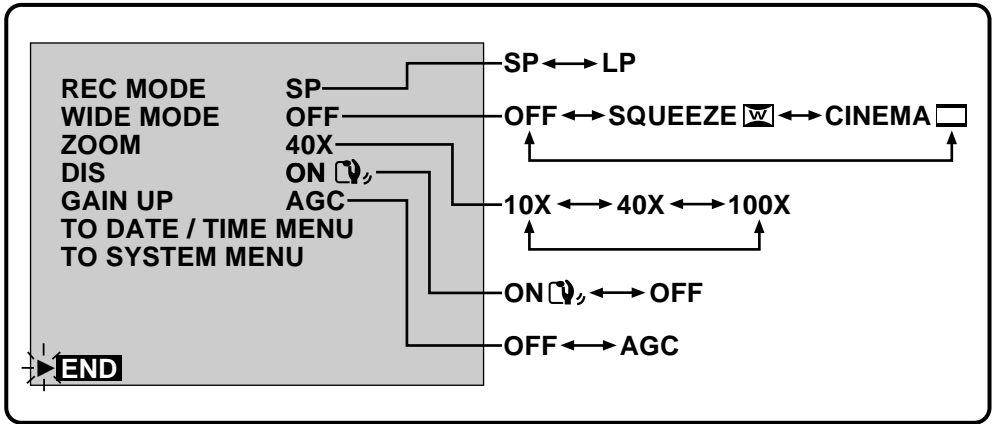 REC MODE SP
WIDE MODE OFF
ZOOM 40X
DIS ON
GAIN UP AGC
TO DATE / TIME MENU
TO SYSTEM MENU
END
SP LP
OFF SQUEEZE W CINEMA
10X 40X 100X
ON OFF
OFF AGC